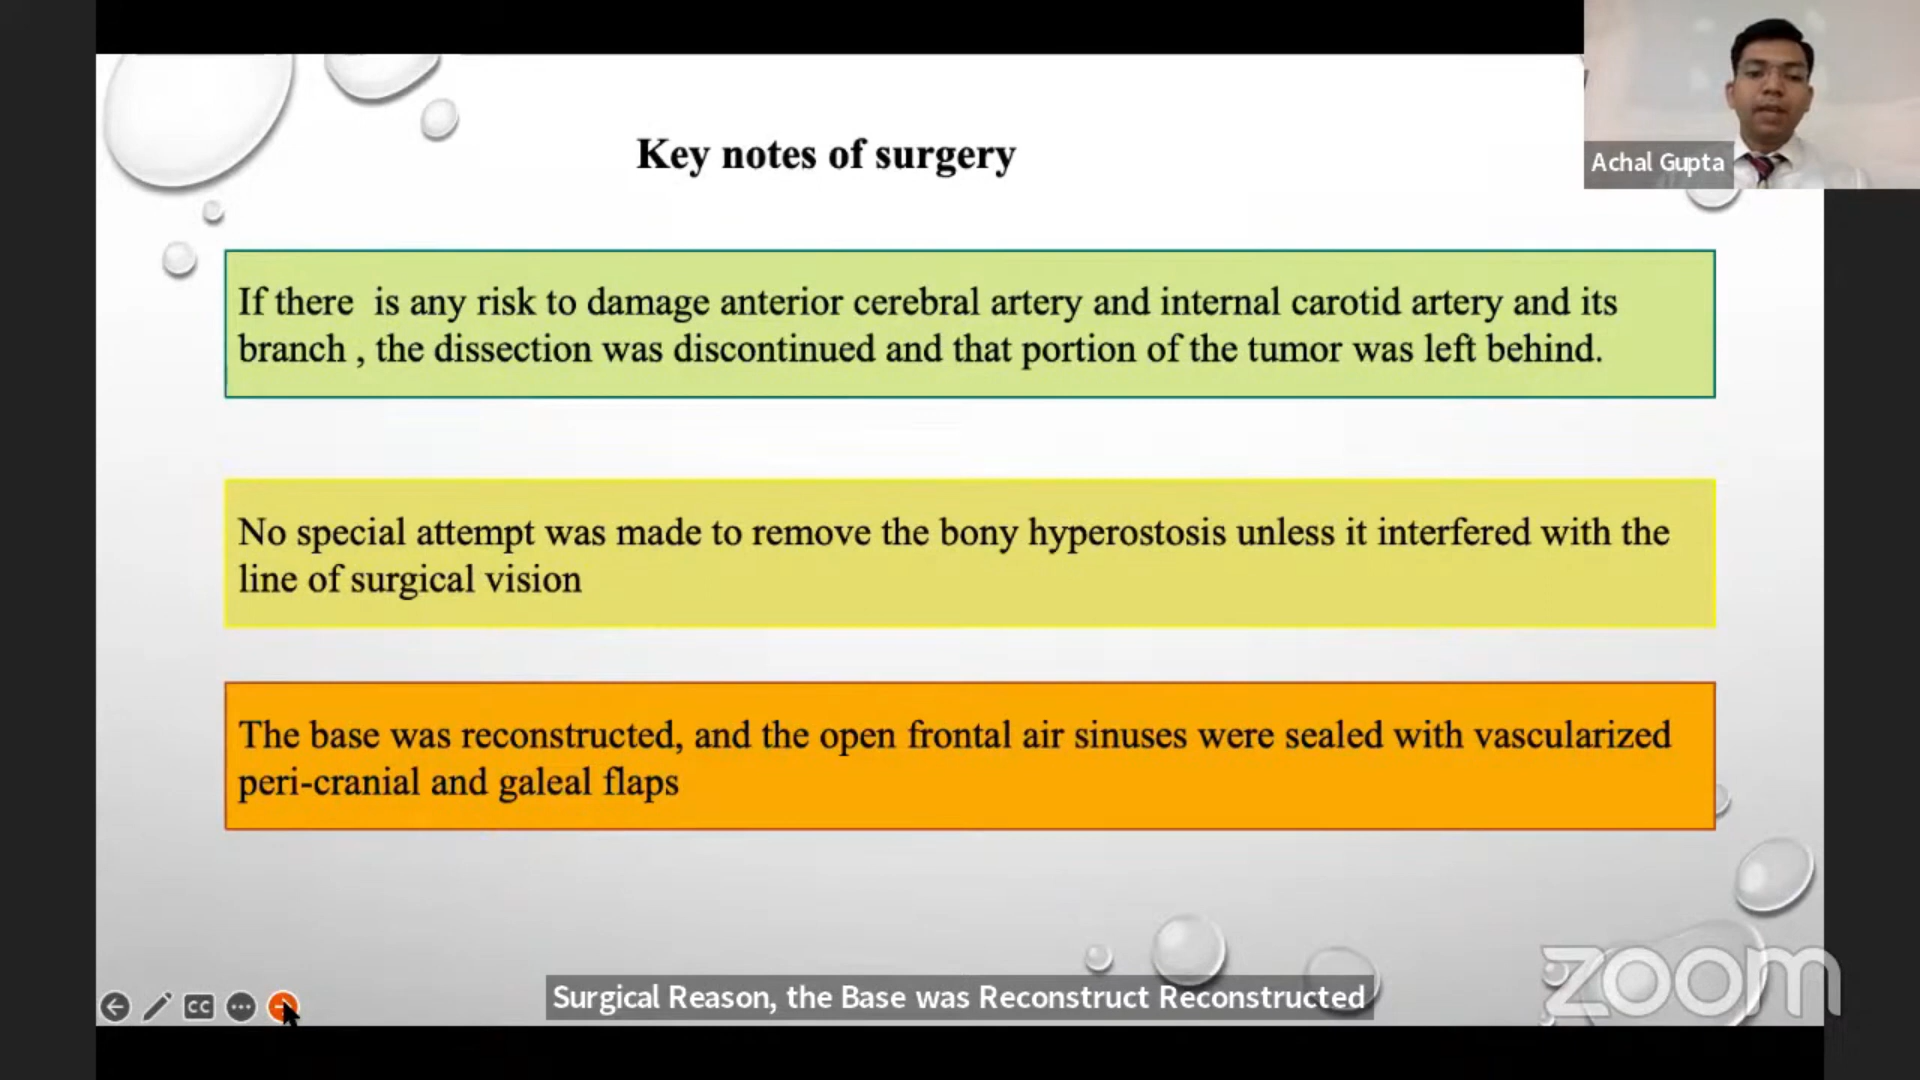 Achal Gupta
Key notes of surgery
If there  is any risk to damage anterior cerebral artery and internal carotid artery and its
branch , the dissection was discontinued and that portion of the tumor was left behind.
No special attempt was made to remove the bony hyperostosis unless it interfered with the
line of surgical vision
The base was reconstructed, and the open frontal air sinuses were sealed with vascularized
peri-cranial and galeal flaps
CC
Surgical Reason, the Base was Reconstruct Reconstructed
zoom